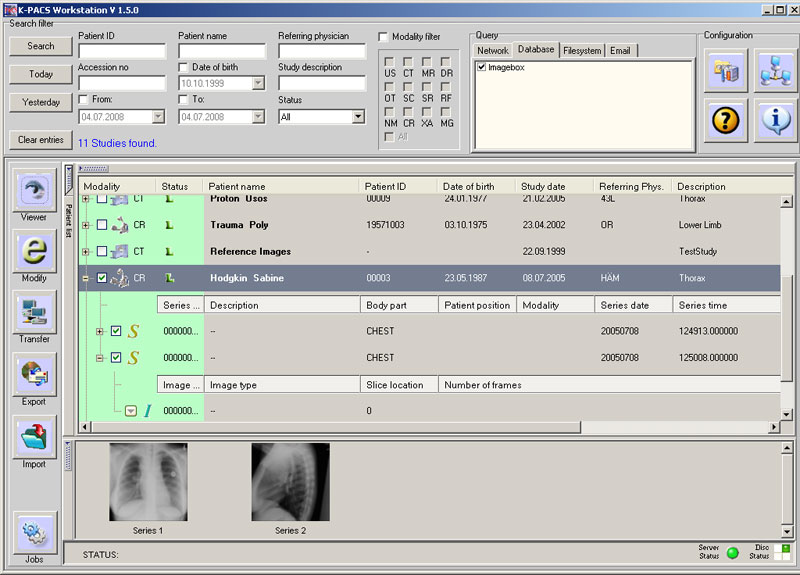 K-PACS Workstation V 1.5.0
Search filter
Search
Today
Yesterday
Clear entries
Patient ID
Patient name
Referring physician
Accession no
Date of birth
10.10.1999
Study description
From:
04.07.2008
To:
04.07.2008
Status
All
11 Studies found.
Modality filter
US CT MR DR
OT SC SR RF
NM CR XA MG
All
Query
Network Database Filesystem Email
Imagebox
Configuration
Viewer
Modify
Transfer
Export
Import
Jobs
Patient list
Modality Status Patient name Patient ID Date of birth Study date Referring Phys. Description
CT L Proton Usos 00009 24.01.1977 21.02.2005 43L Thorax
CR L Trauma Poly 19571003 03.10.1975 23.04.2002 OR Lower Limb
CT L Reference Images - 22.09.1999 TestStudy
CR L Hodgkin Sabine 00003 23.05.1987 08.07.2005 HÄM Thorax
Series ... Description Body part Patient position Modality Series date Series time
S 000000... -- CHEST 20050708 124913.000000
S 000000... -- CHEST 20050708 125008.000000
Image ... Image type Slice location Number of frames
I 000000... -- 0
Series 1
Series 2
STATUS:
Server Status
Disc Status